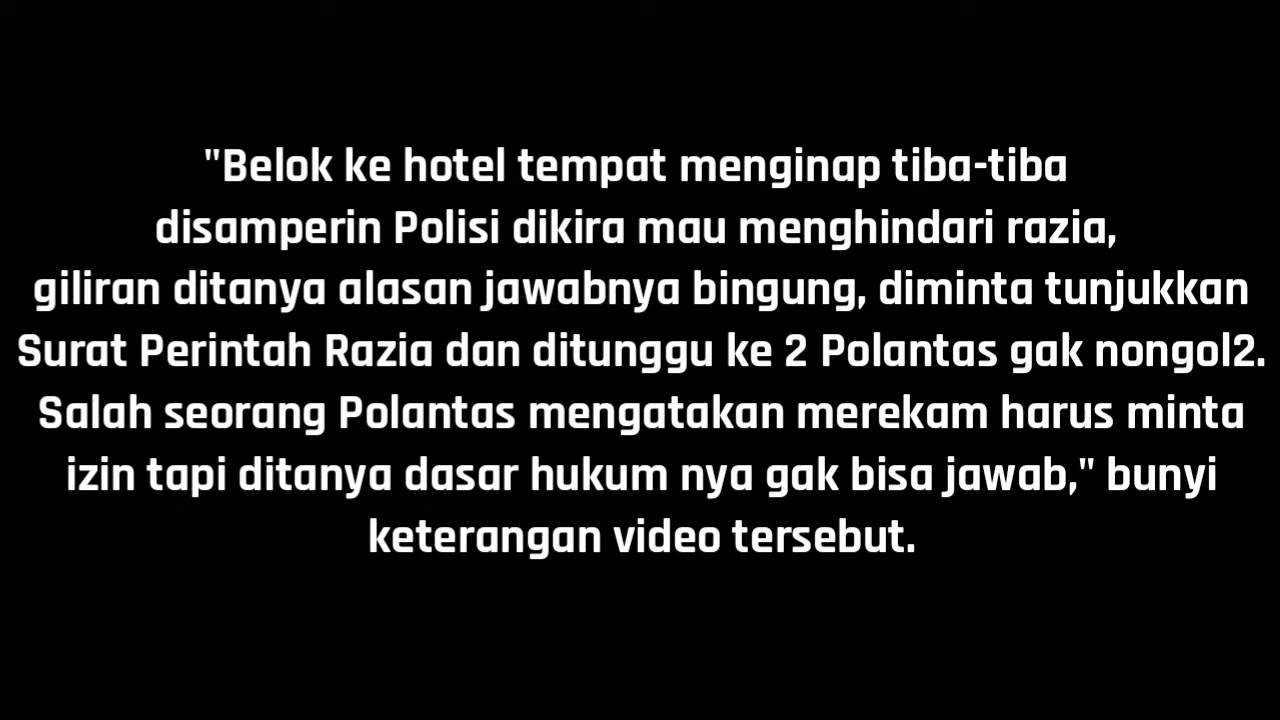 "Belok ke hotel tempat menginap tiba-tiba
disamperin Polisi dikira mau menghindari razia,
giliran ditanya alasan jawabnya bingung, diminta tunjukkan
Surat Perintah Razia dan ditunggu ke 2 Polantas gak nongol2.
Salah seorang Polantas mengatakan merekam harus minta
izin tapi ditanya dasar hukum nya gak bisa jawab," bunyi
keterangan video tersebut.